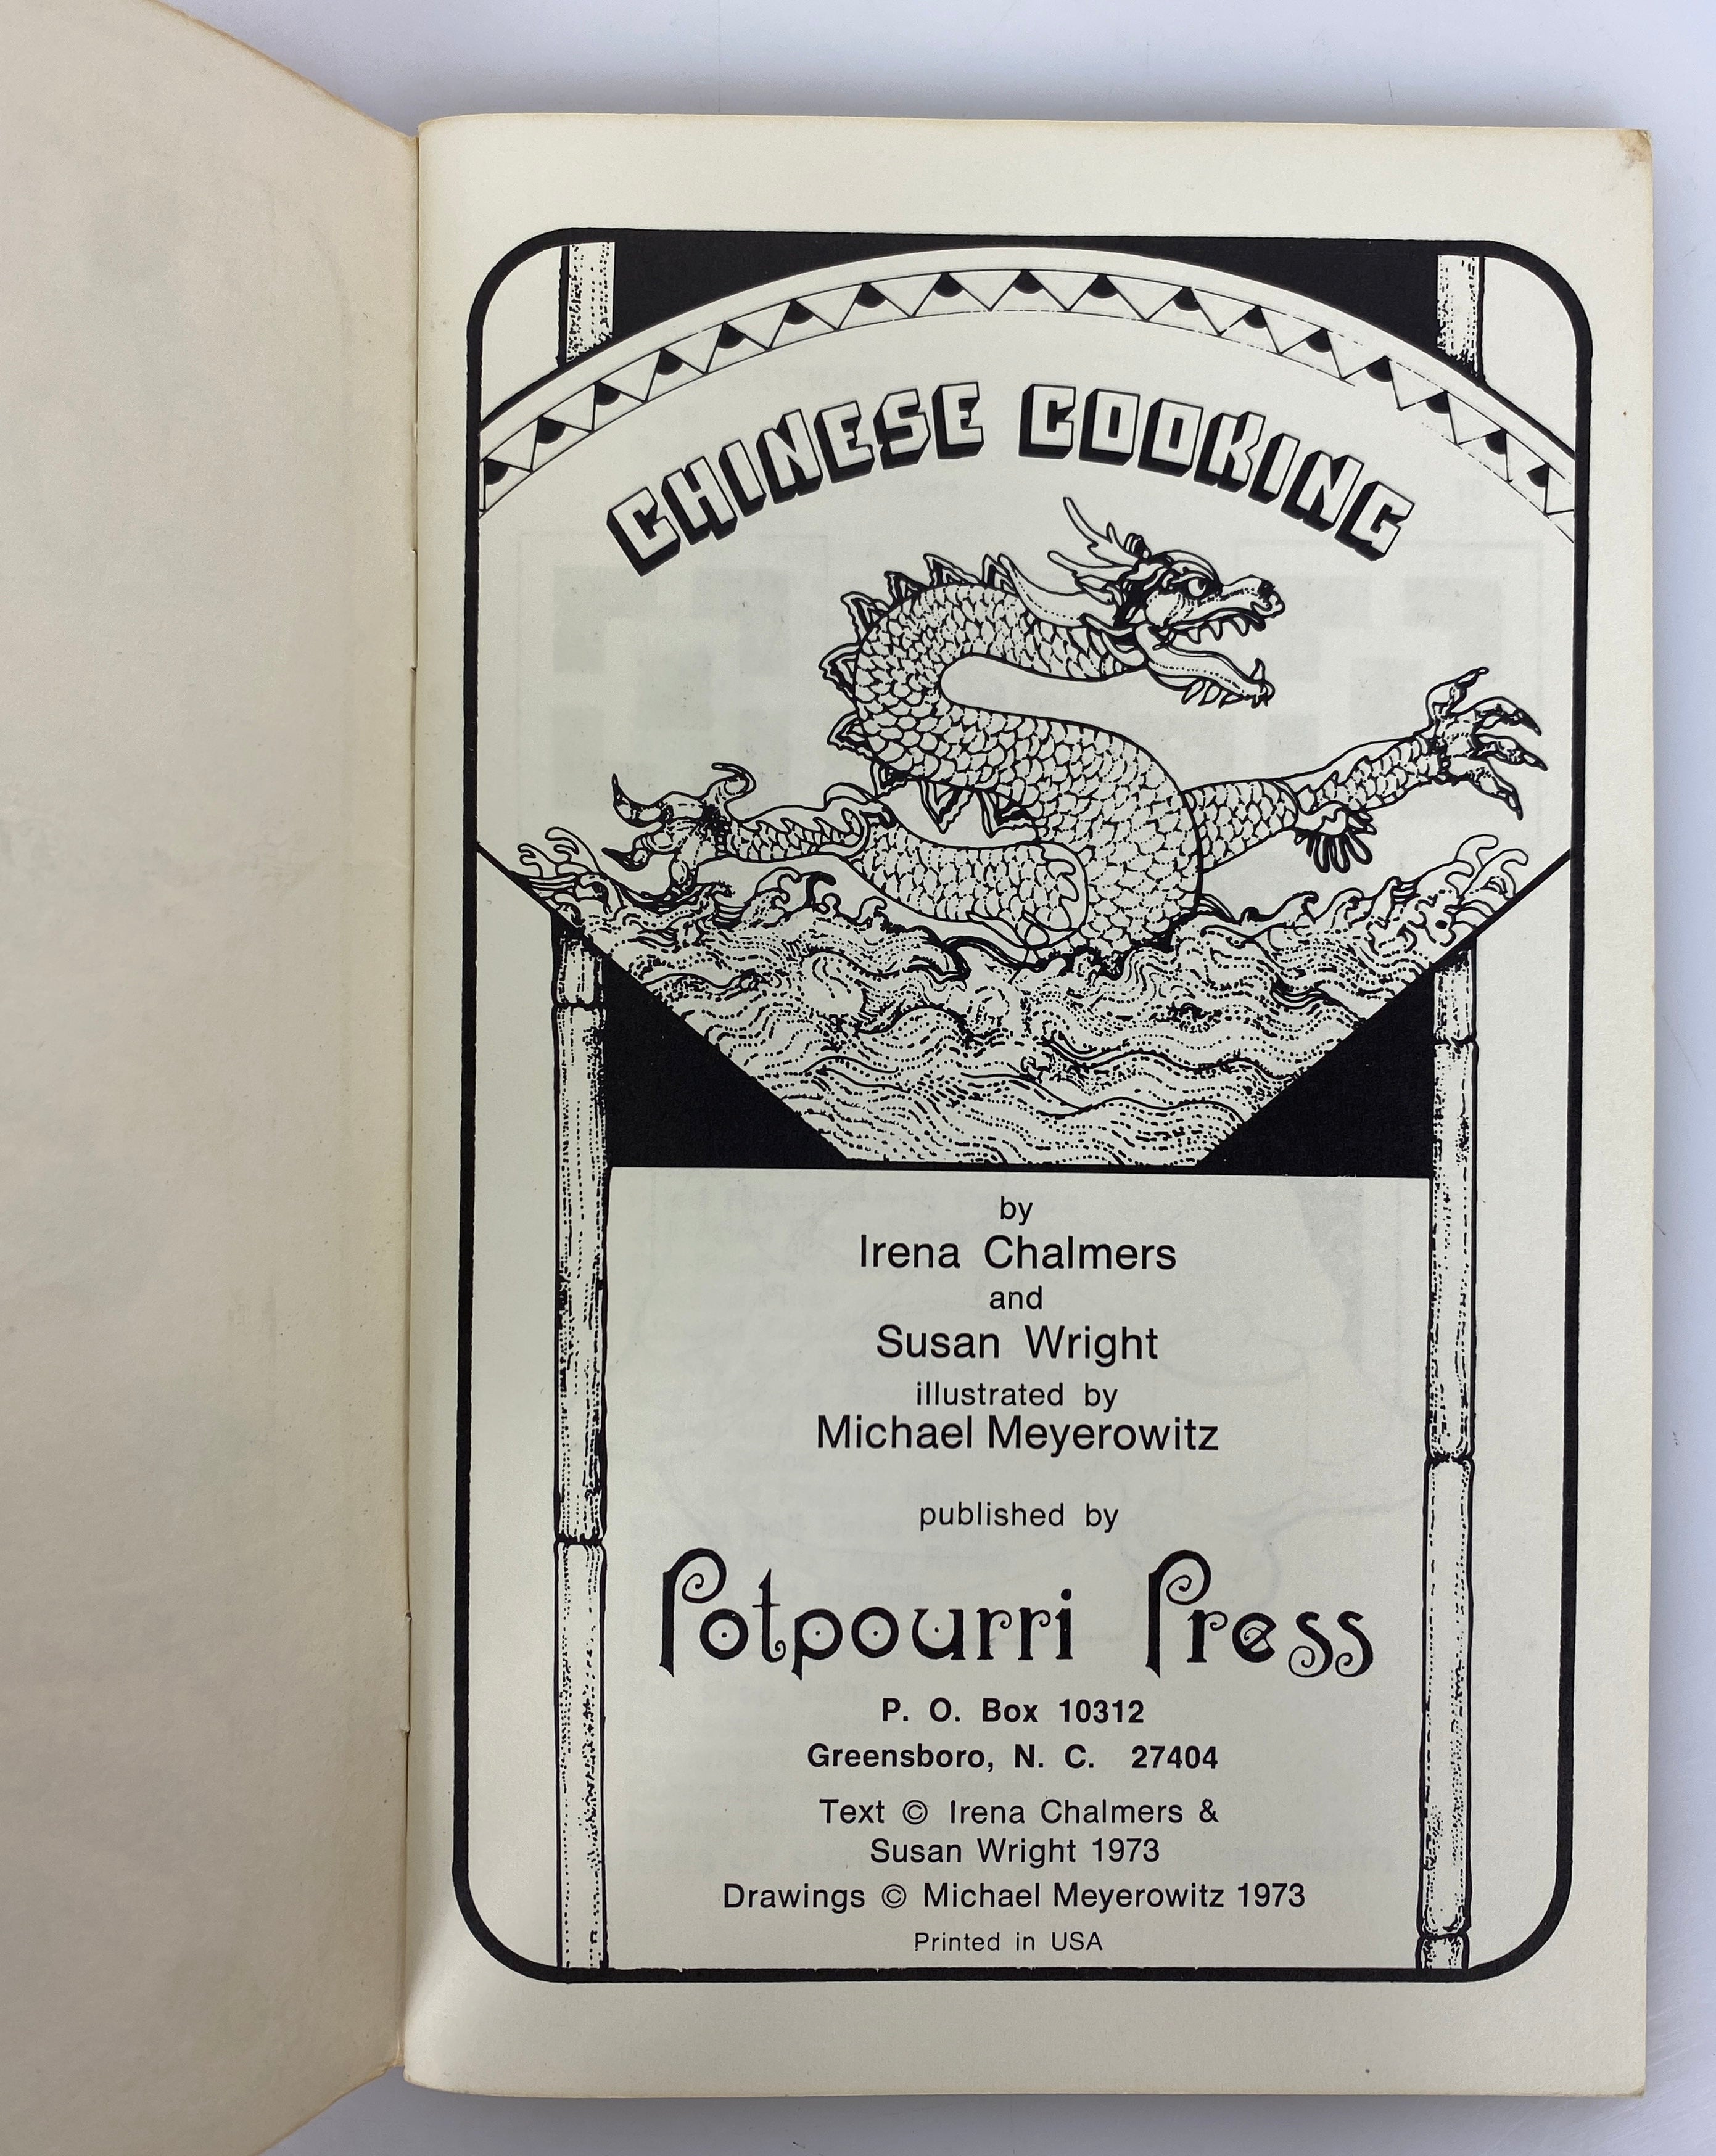 CHINESE COOKING
by
Irena Chalmers
and
Susan Wright
illustrated by
Michael Meyerowitz
published by
Potpourri Press
P. O. Box 10312
Greensboro, N. C. 27404
Text © Irena Chalmers &
Susan Wright 1973
Drawings © Michael Meyerowitz 1973
Printed in USA